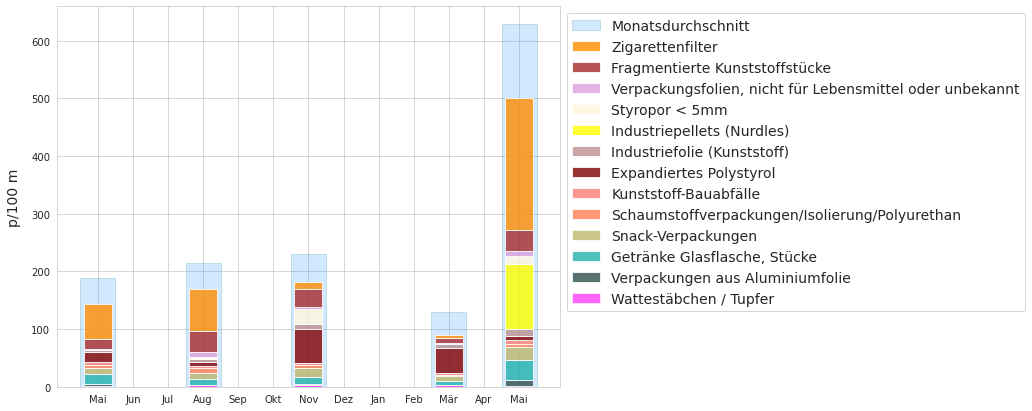 600
500
400
300
200
100
0
p/100 m
Mai Jun Jul Aug Sep Okt Nov Dez Jan Feb Mär Apr Mai
Monatsdurchschnitt
Zigarettenfilter
Fragmentierte Kunststoffstücke
Verpackungsfolien, nicht für Lebensmittel oder unbekannt
Styropor < 5mm
Industriepellets (Nurdles)
Industriefolie (Kunststoff)
Expandiertes Polystyrol
Kunststoff-Bauabfälle
Schaumstoffverpackungen/Isolierung/Polyurethan
Snack-Verpackungen
Getränke Glasflasche, Stücke
Verpackungen aus Aluminiumfolie
Wattestäbchen / Tupfer